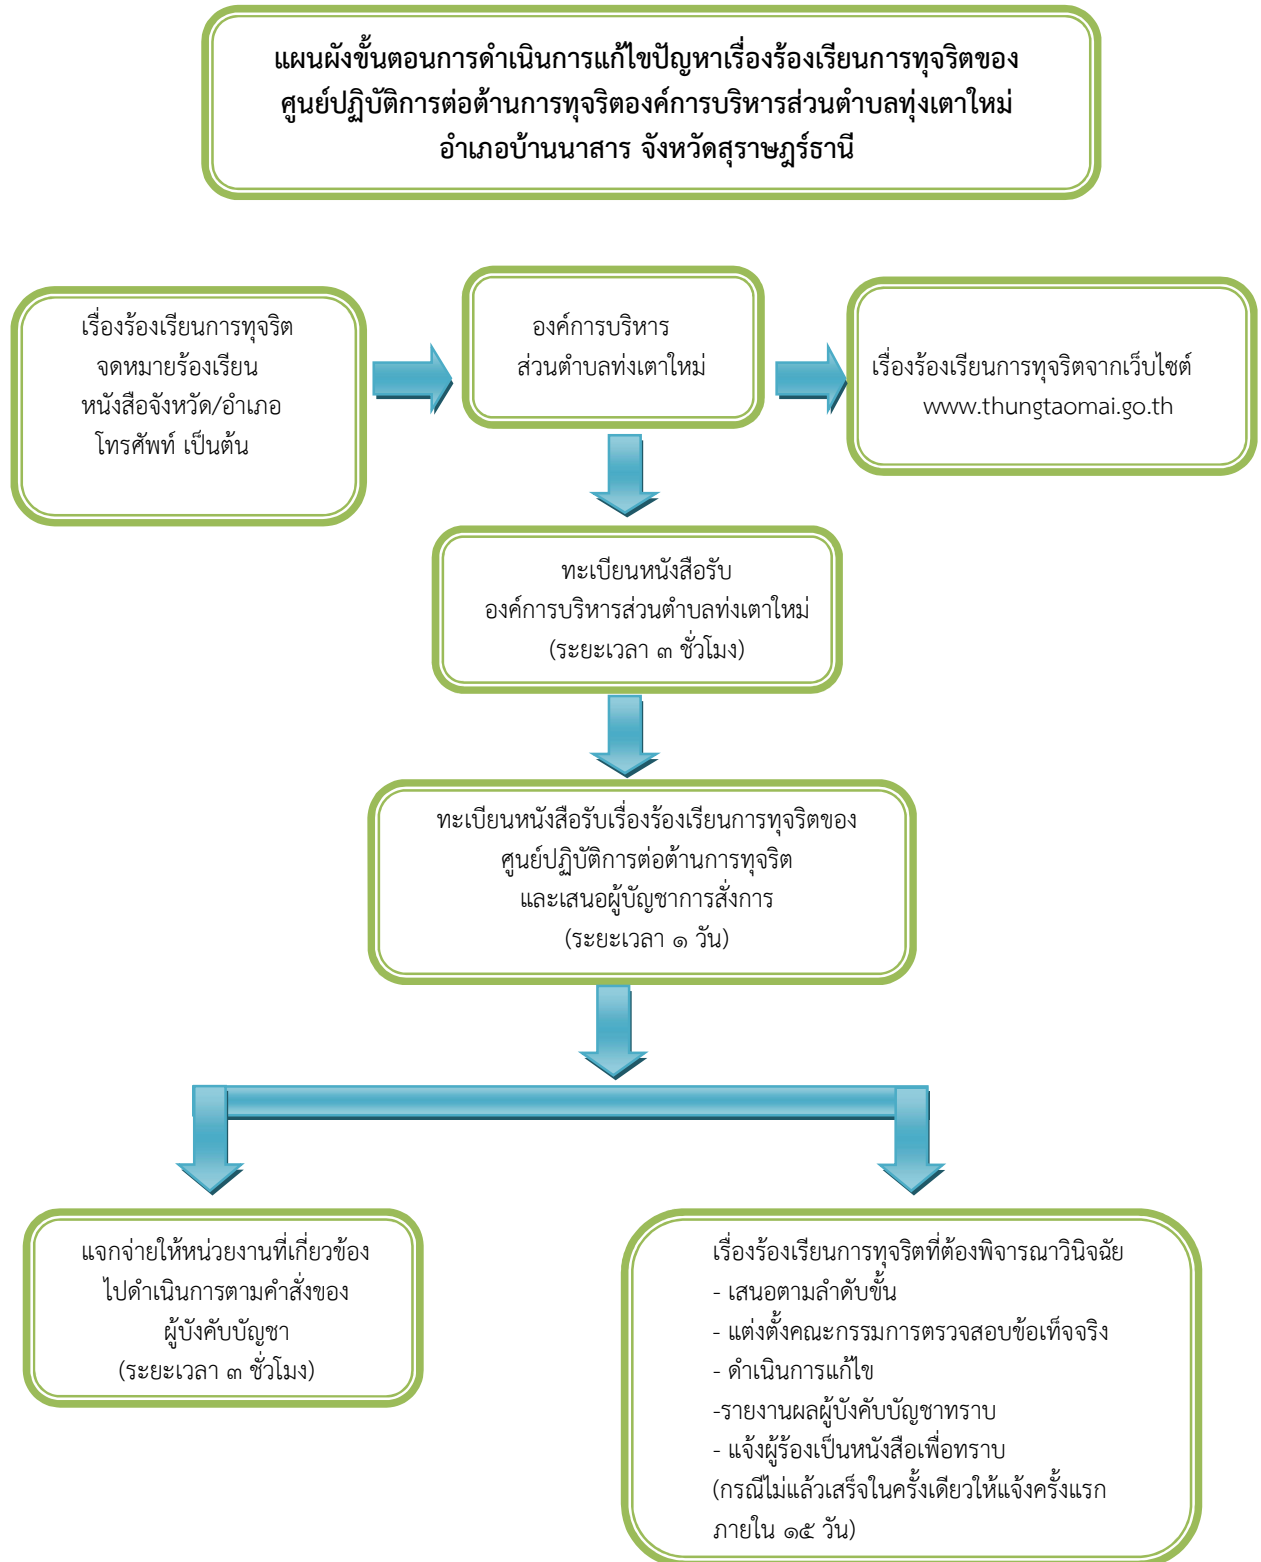 แผนผังขั้นตอนการดำเนินการแก้ไขปัญหาเรื่องร้องเรียนการทุจริตของ
ศูนย์ปฏิบัติการต่อต้านการทุจริตองค์การบริหารส่วนตำบลทุ่งเตาใหม่
อำเภอบ้านนาสาร จังหวัดสุราษฎร์ธานี
เรื่องร้องเรียนการทุจริต
จดหมายร้องเรียน
หนังสือจังหวัด/อำเภอ
โทรศัพท์ เป็นต้น
องค์การบริหาร
ส่วนตำบลท่งเตาใหม่
เรื่องร้องเรียนการทุจริตจากเว็บไซต์
www.thungtaomai.go.th
ทะเบียนหนังสือรับ
องค์การบริหารส่วนตำบลท่งเตาใหม่
(ระยะเวลา ๓ ชั่วโมง)
ทะเบียนหนังสือรับเรื่องร้องเรียนการทุจริตของ
ศูนย์ปฏิบัติการต่อต้านการทุจริต
และเสนอผู้บัญชาการสั่งการ
(ระยะเวลา ๑ วัน)
แจกจ่ายให้หน่วยงานที่เกี่ยวข้อง
ไปดำเนินการตามคำสั่งของ
ผู้บังคับบัญชา
(ระยะเวลา ๓ ชั่วโมง)
เรื่องร้องเรียนการทุจริตที่ต้องพิจารณาวินิจฉัย
- เสนอตามลำดับขั้น
- แต่งตั้งคณะกรรมการตรวจสอบข้อเท็จจริง
- ดำเนินการแก้ไข
-รายงานผลผู้บังคับบัญชาทราบ
- แจ้งผู้ร้องเป็นหนังสือเพื่อทราบ
(กรณีไม่แล้วเสร็จในครั้งเดียวให้แจ้งครั้งแรก
ภายใน ๑๕ วัน)